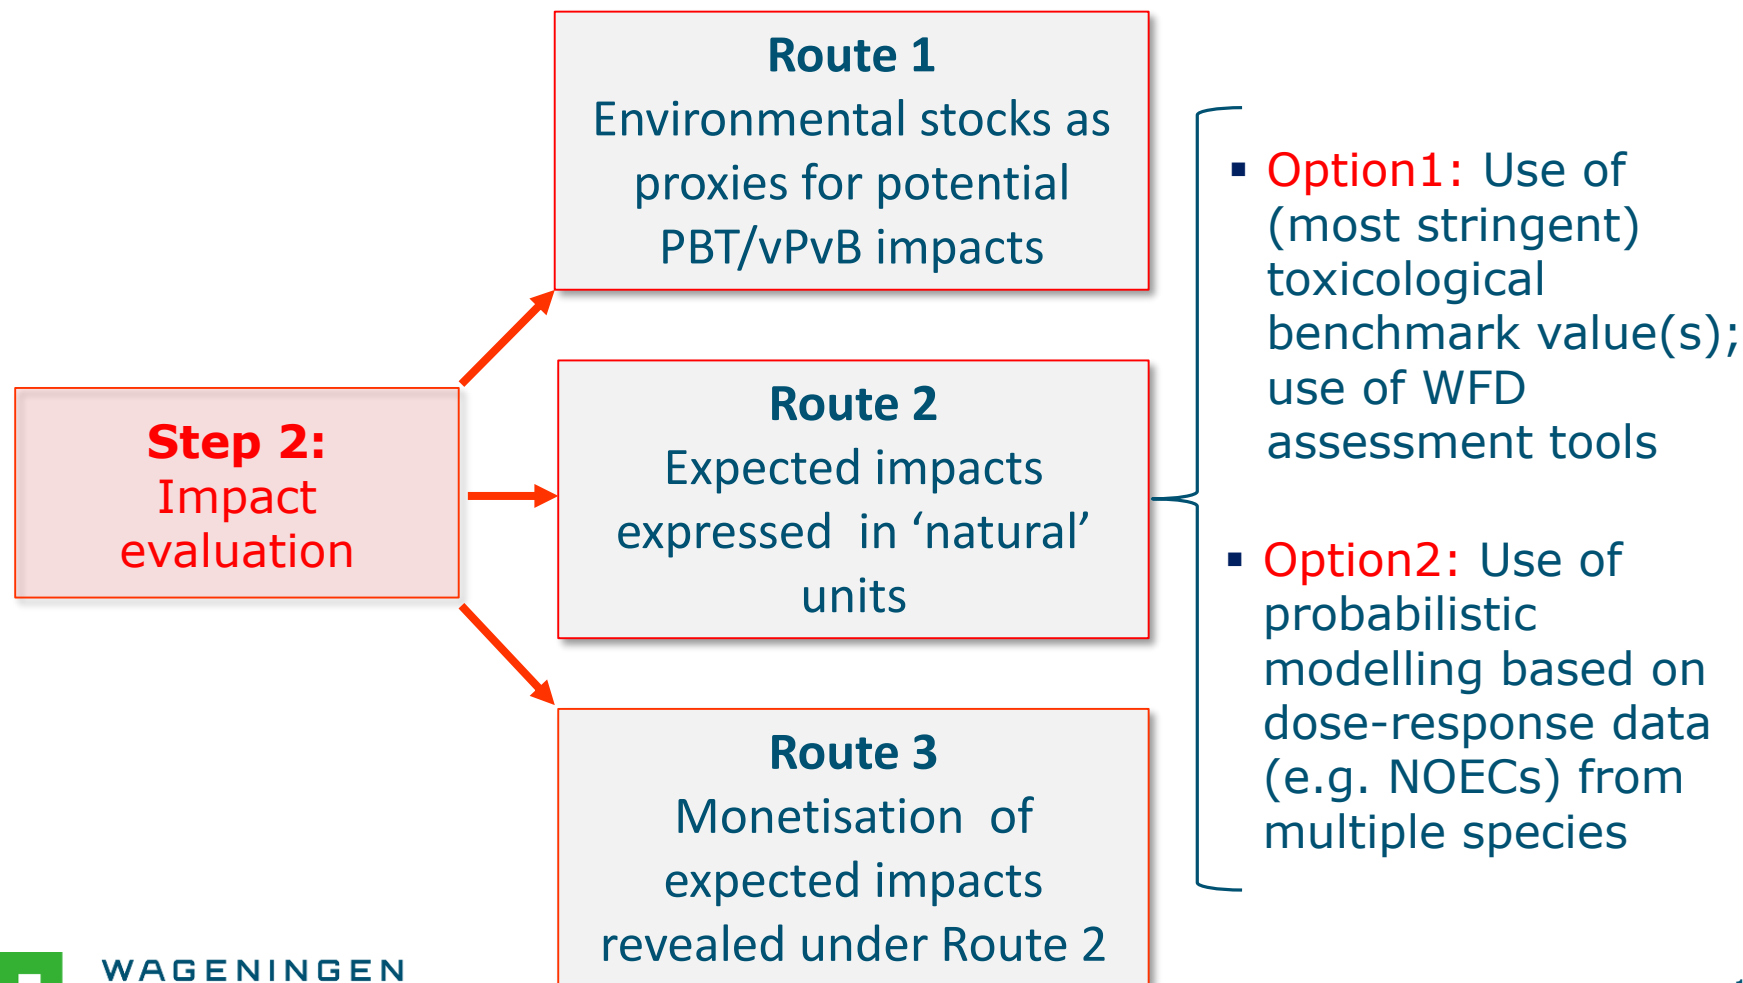 Route 1
Environmental stocks as
proxies for potential
PBT/vPvB impacts
Step 2:
Impact
evaluation
Route 2
Expected impacts
expressed in ‘natural’
units
Route 3
Monetisation of
expected impacts
revealed under Route 2
▪ Option1: Use of
(most stringent)
toxicological
benchmark value(s);
use of WFD
assessment tools
▪ Option2: Use of
probabilistic
modelling based on
dose-response data
(e.g. NOECs) from
multiple species
WAGENINGEN